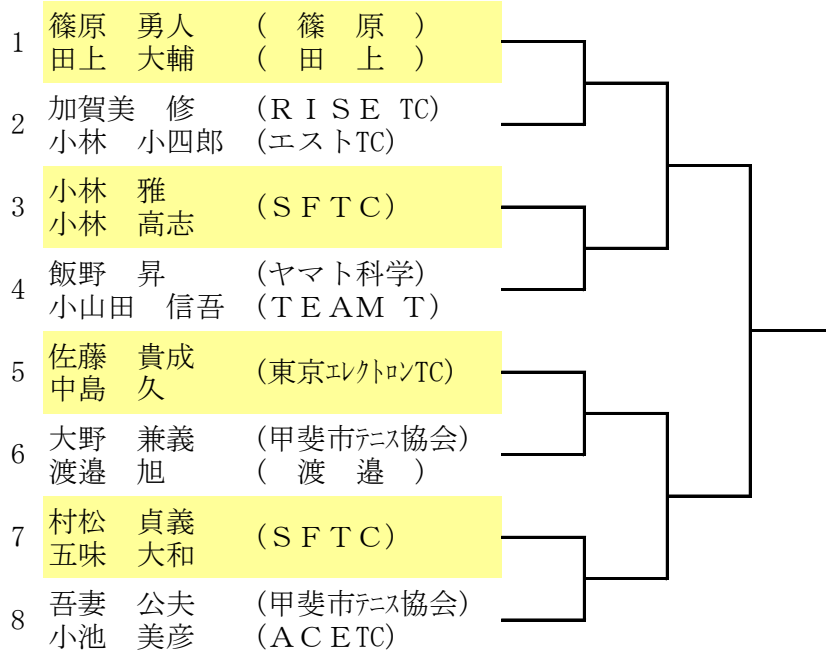 1 篠原　勇人　（　篠　原　）
田上　大輔　（　田　上　）
2 加賀美　修　（ＲＩＳＥ TC）
小林　小四郎　（エストTC）
3 小林　雅
小林　高志　（ＳＦＴＣ）
4 飯野　昇　（ヤマト科学）
小山田　信吾　（ＴＥＡＭ Ｔ）
5 佐藤　貴成
中島　久　（東京ｴﾚｸﾄﾛﾝTC）
6 大野　兼義　（甲斐市ﾃﾆｽ協会）
渡邉　旭　（　渡　邉　）
7 村松　貞義
五味　大和　（ＳＦＴＣ）
8 吾妻　公夫　（甲斐市ﾃﾆｽ協会）
小池　美彦　（ＡＣＥTC）